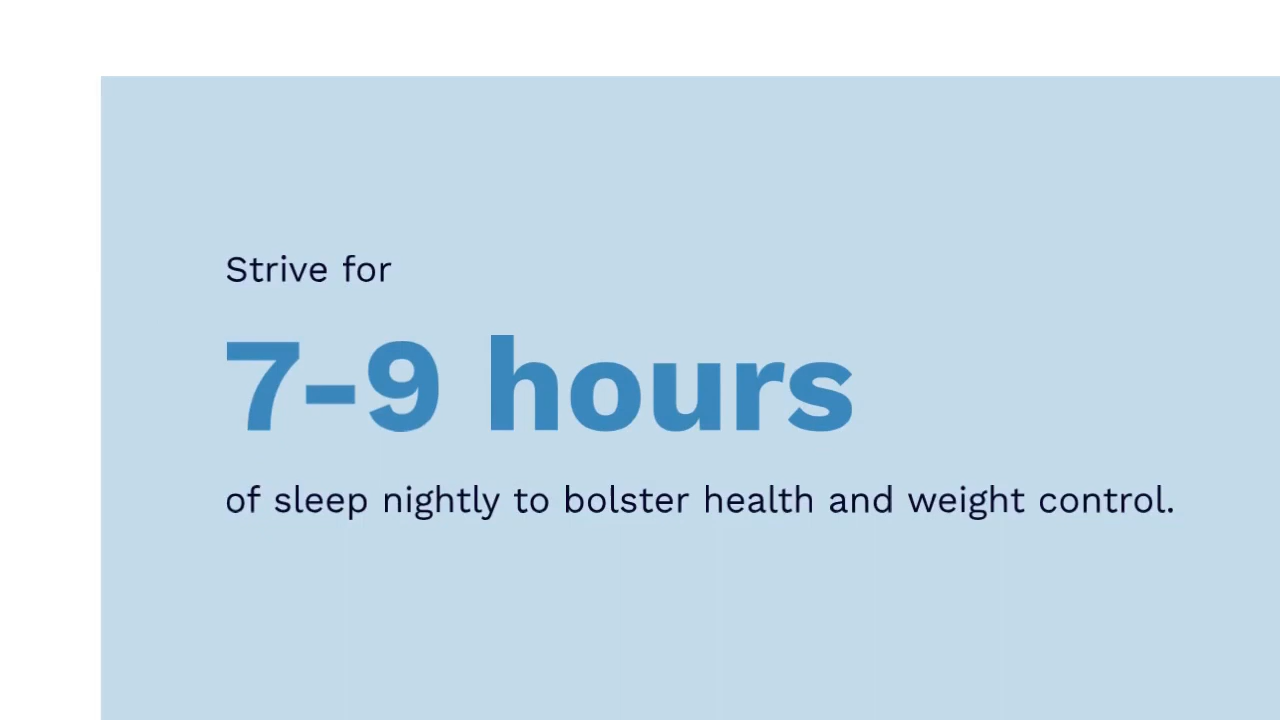 Strive for
7-9 hours
of sleep nightly to bolster health and weight control.